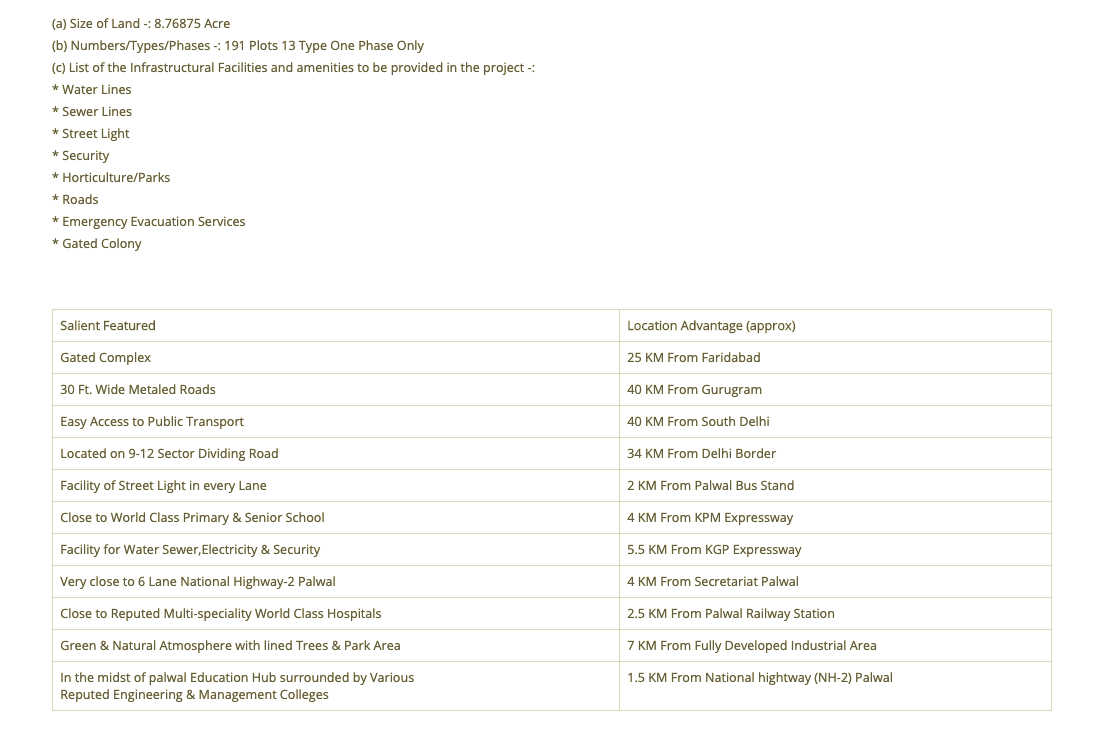 (a) Size of Land -: 8.76875 Acre
(b) Numbers/Types/Phases -: 191 Plots 13 Type One Phase Only
(c) List of the Infrastructural Facilities and amenities to be provided in the project -:
* Water Lines
* Sewer Lines
* Street Light
* Security
* Horticulture/Parks
* Roads
* Emergency Evacuation Services
* Gated Colony
Salient Featured Location Advantage (approx)
Gated Complex 25 KM From Faridabad
30 Ft. Wide Metaled Roads 40 KM From Gurugram
Easy Access to Public Transport 40 KM From South Delhi
Located on 9-12 Sector Dividing Road 34 KM From Delhi Border
Facility of Street Light in every Lane 2 KM From Palwal Bus Stand
Close to World Class Primary & Senior School 4 KM From KPM Expressway
Facility for Water Sewer,Electricity & Security 5.5 KM From KGP Expressway
Very close to 6 Lane National Highway-2 Palwal 4 KM From Secretariat Palwal
Close to Reputed Multi-speciality World Class Hospitals 2.5 KM From Palwal Railway Station
Green & Natural Atmosphere with lined Trees & Park Area 7 KM From Fully Developed Industrial Area
In the midst of palwal Education Hub surrounded by Various 1.5 KM From National hightway (NH-2) Palwal
Reputed Engineering & Management Colleges